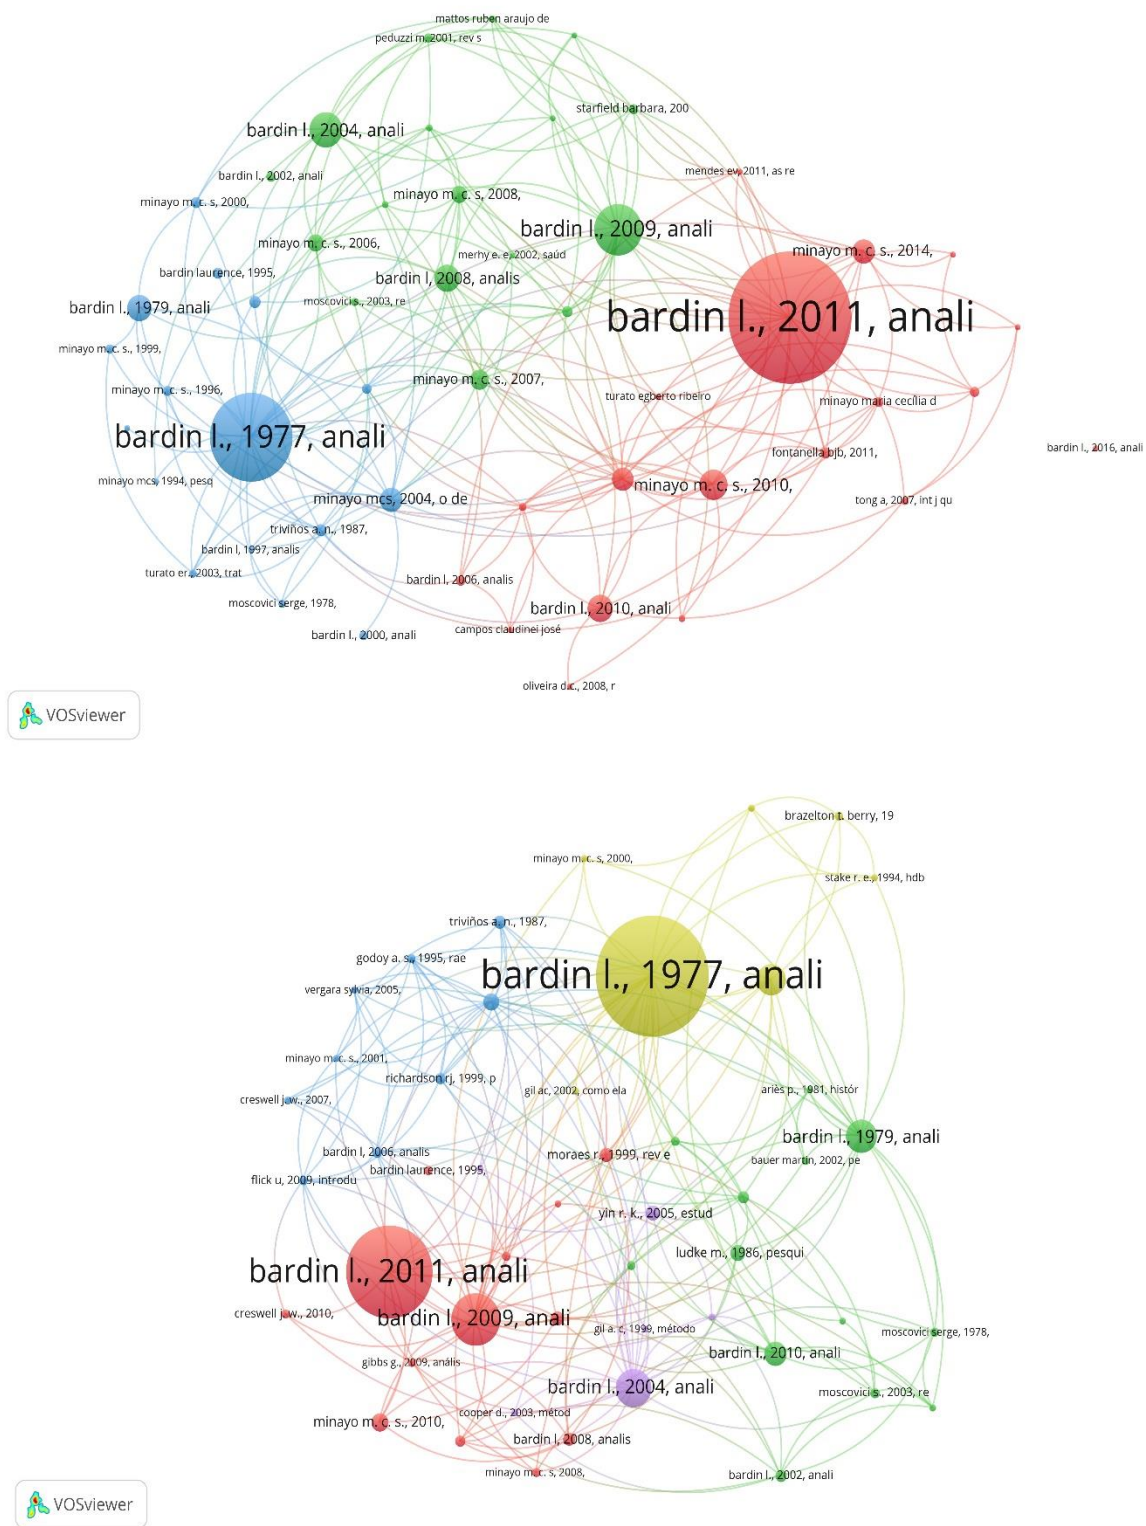 mattos ruben araujo de
peduzzi m. 2001, rev s
starfield barbara, 200
bardin l., 2004, anali
mendes ev, 2011, as re
bardin l., 2002, anali
minayo m. c. s, 2008,
minayo m. c. s, 2000,
bardin l., 2009, anali
minayo m. c. s., 2006,
minayo m. c. s., 2014,
merhy e. e, 2002, saúd
bardin laurence, 1995,
bardin l, 2008, analis
moscovici s., 2003, re
bardin l., 1979, anali
bardin l., 2011, anali
minayo m. c. s., 1999,
minayo m. c. s., 2007,
minayo m. c. s., 1996,
turato egberto ribeiro
minayo maria cecília d
bardin l., 1977, anali
bardin l., 2016, anali
fontanella bjb, 2011,
minayo mcs, 1994, pesq
minayo m. c. s., 2010,
minayo mcs, 2004, o de
tong a, 2007, int j qu
triviños a. n., 1987,
bardin l, 1997, analis
turato er., 2003, trat
bardin l, 2006, analis
moscovici serge, 1978,
bardin l., 2010, anali
campos claudinei josé
bardin l., 2000, anali
oliveira d.c., 2008, r
VOSviewer
brazelton t. berry, 19
minayo m. c. s, 2000,
stake r. e., 1994, hdb
triviños a. n., 1987,
godoy a. s., 1995, rae
bardin l., 1977, anali
vergara sylvia, 2005,
minayo m. c. s., 2001,
richardson rj, 1999, p
gil ac, 2002, como ela
ariès p., 1981, histór
creswell j. w., 2007,
bardin l., 1979, anali
bardin l, 2006, analis
moraes r., 1999, rev e
bauer martin, 2002, pe
bardin laurence, 1995,
flick u, 2009, introdu
yin r. k., 2005, estud
ludke m., 1986, pesqui
bardin l., 2011, anali
creswell j. w., 2010,
bardin l., 2009, anali
gil a. c, 1999, método
moscovici serge, 1978,
bardin l., 2010, anali
gibbs g., 2009, anális
bardin l., 2004, anali
moscovici s., 2003, re
cooper d., 2003, métod
minayo m. c. s., 2010,
bardin l, 2008, analis
minayo m. c. s, 2008,
bardin l., 2002, anali
VOSviewer